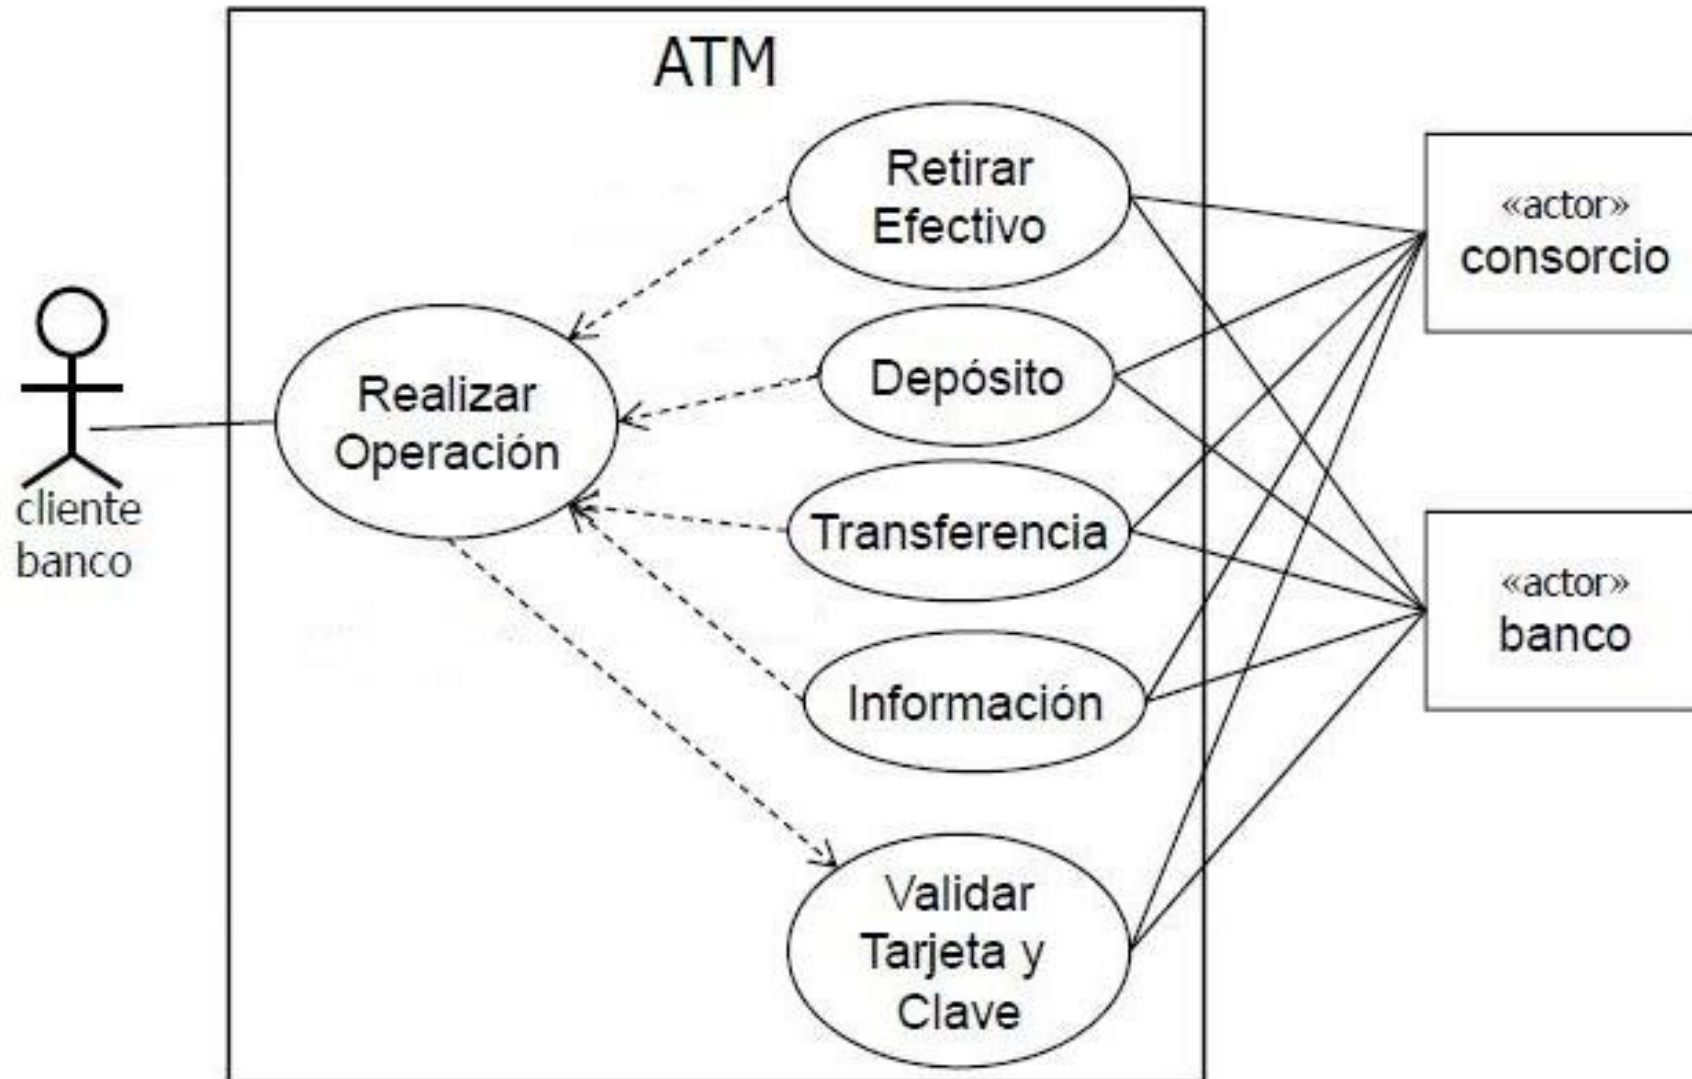 ATM
Retirar
Efectivo
«actor»
consorcio
Depósito
Realizar
Operación
cliente
banco
Transferencia
«actor»
banco
Información
Validar
Tarjeta y
Clave